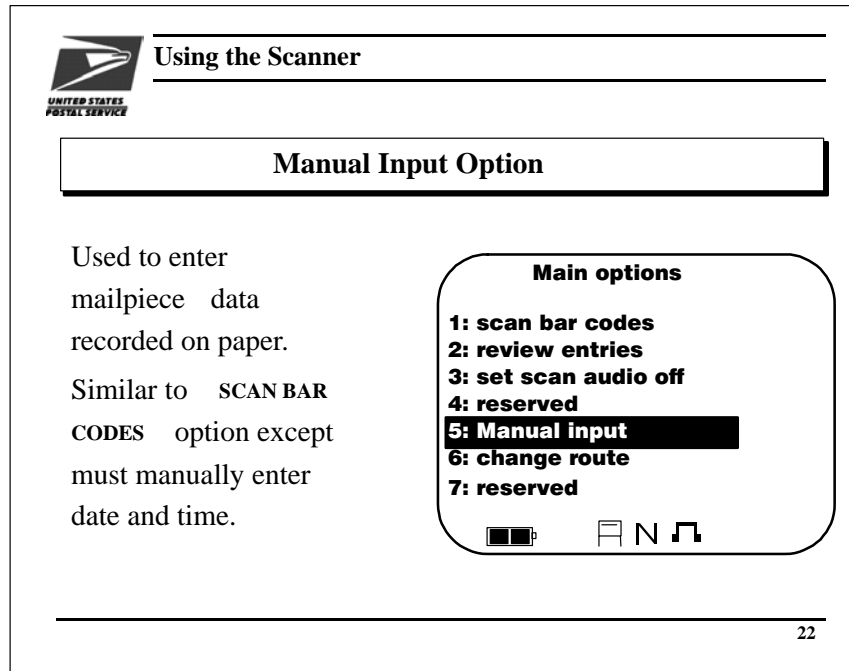 Using the Scanner
UNITED STATES
POSTAL SERVICE
Manual Input Option
Used to enter
mailpiece data
recorded on paper.
Similar to SCAN BAR
CODES option except
must manually enter
date and time.
Main options
1: scan bar codes
2: review entries
3: set scan audio off
4: reserved
5: Manual input
6: change route
7: reserved
N
22